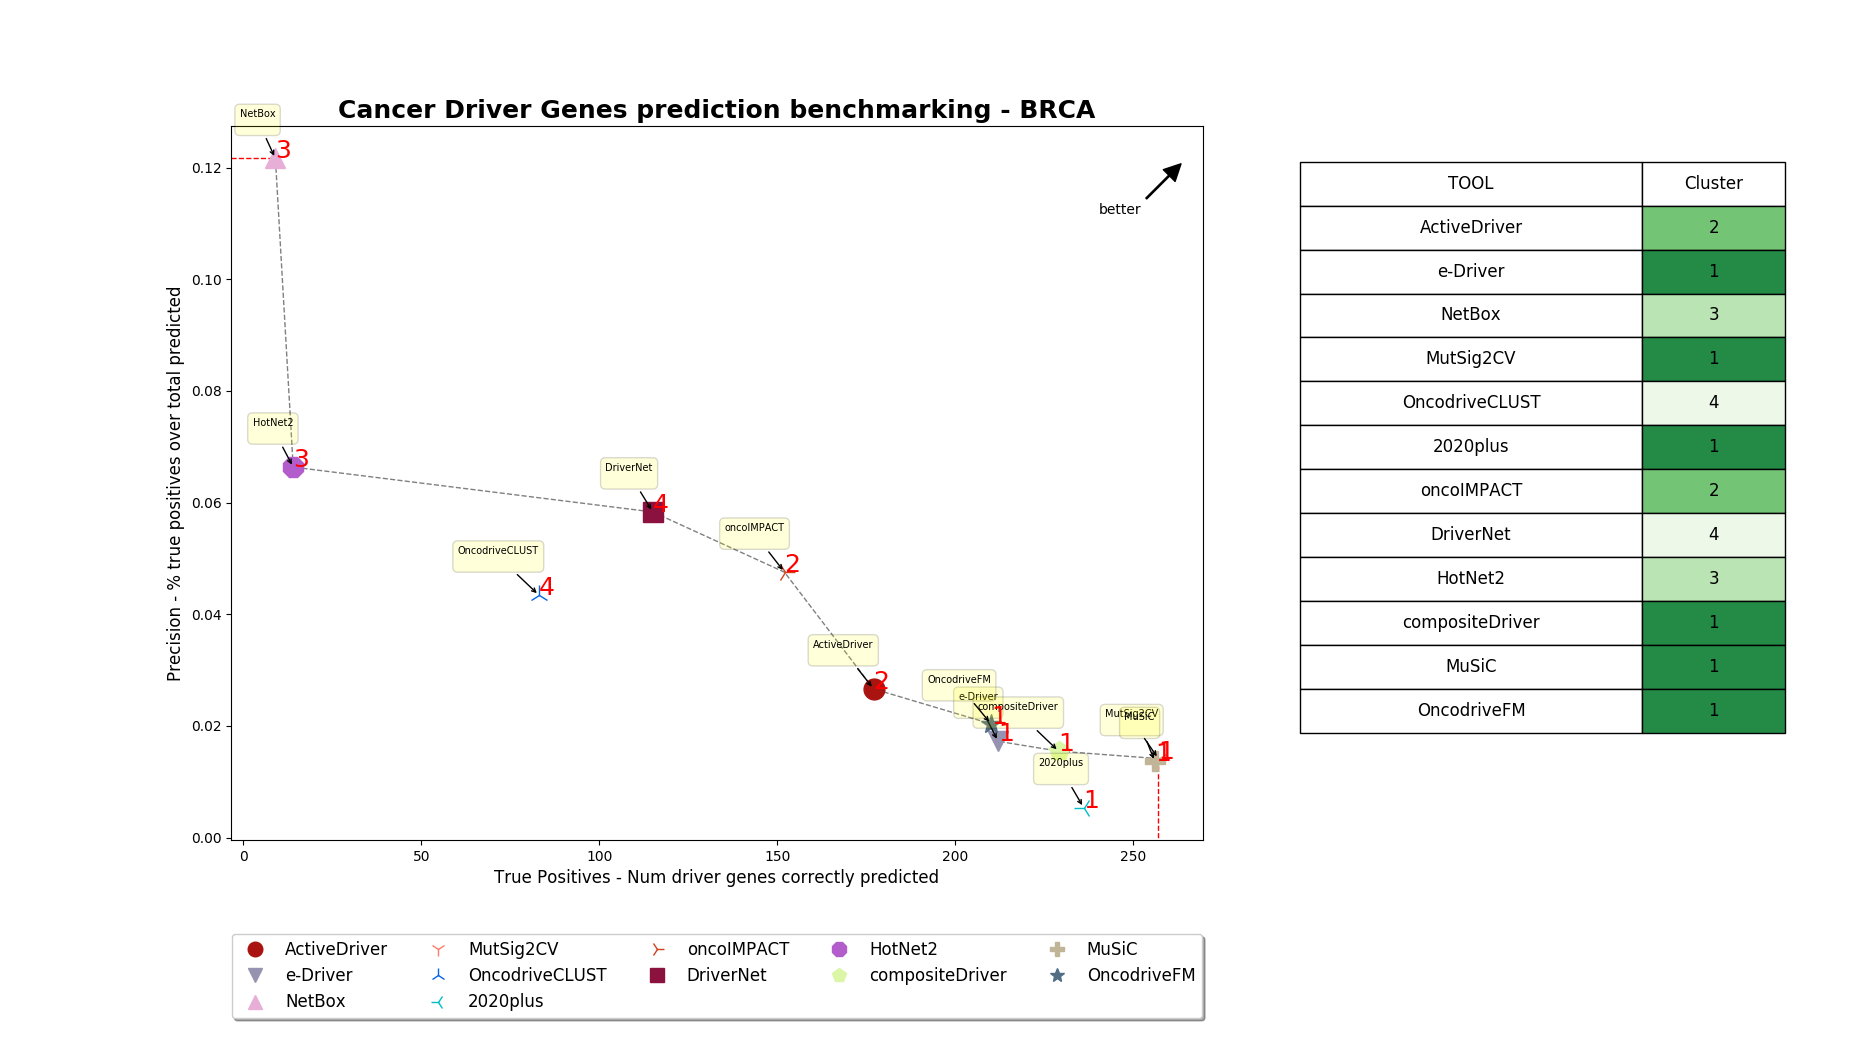 Cancer Driver Genes prediction benchmarking - BRCA
NetBox
3
better
HotNet2
3
DriverNet
4
oncoIMPACT
2
OncodriveCLUST
4
ActiveDriver
2
OncodriveFM
1
e-Driver
1
compositeDriver
1
MutSig2CV
1
MuSiC
1
2020plus
1
0.12
0.10
0.08
0.06
0.04
0.02
0.00
Precision - % true positives over total predicted
0 50 100 150 200 250
True Positives - Num driver genes correctly predicted
ActiveDriver MutSig2CV oncoIMPACT HotNet2 MuSiC
e-Driver OncodriveCLUST DriverNet compositeDriver OncodriveFM
NetBox 2020plus
TOOL Cluster
ActiveDriver 2
e-Driver 1
NetBox 3
MutSig2CV 1
OncodriveCLUST 4
2020plus 1
oncoIMPACT 2
DriverNet 4
HotNet2 3
compositeDriver 1
MuSiC 1
OncodriveFM 1